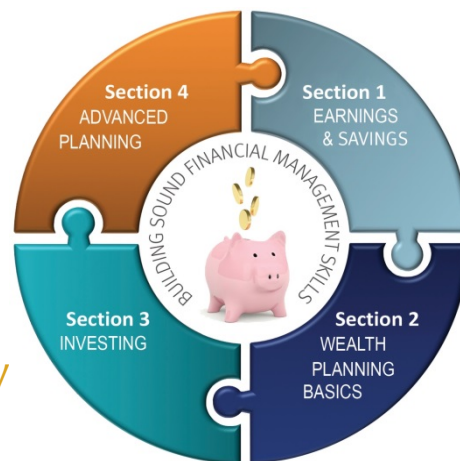 Section 1
EARNINGS
& SAVINGS
Section 2
WEALTH
PLANNING
BASICS
Section 3
INVESTING
Section 4
ADVANCED
PLANNING
BUILDING SOUND FINANCIAL MANAGEMENT SKILLS